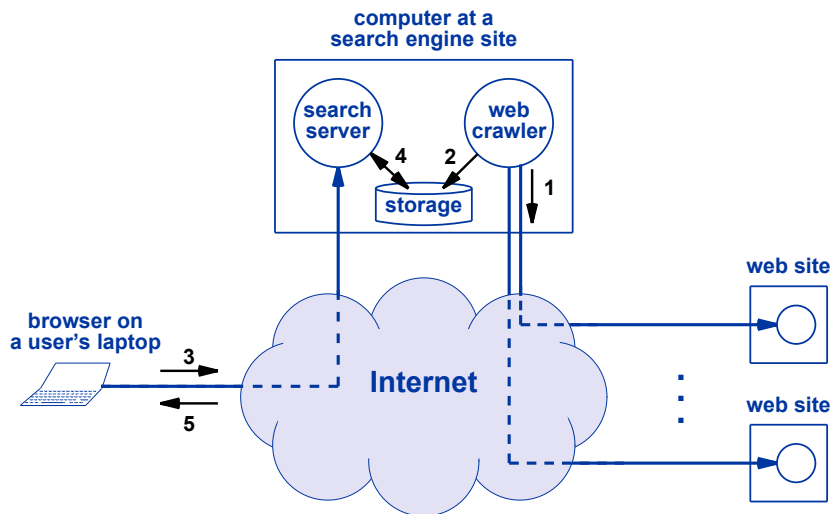 computer at a
search engine site
search
server
web
crawler
4
2
1
storage
web site
browser on
a user’s laptop
3
Internet
5
web site